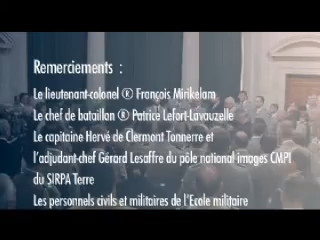 Remerciements :
Le lieutenant-colonel ® François Mirikelam
Le chef de bataillon ® Patrice Lefort-Lavauzelle
Le capitaine Hervé de Clermont Tonnerre et
l'adjudant-chef Gérard Lesaffre du pôle national images CMPI
du SIRPA Terre
Les personnels civils et militaires de l'Ecole militaire